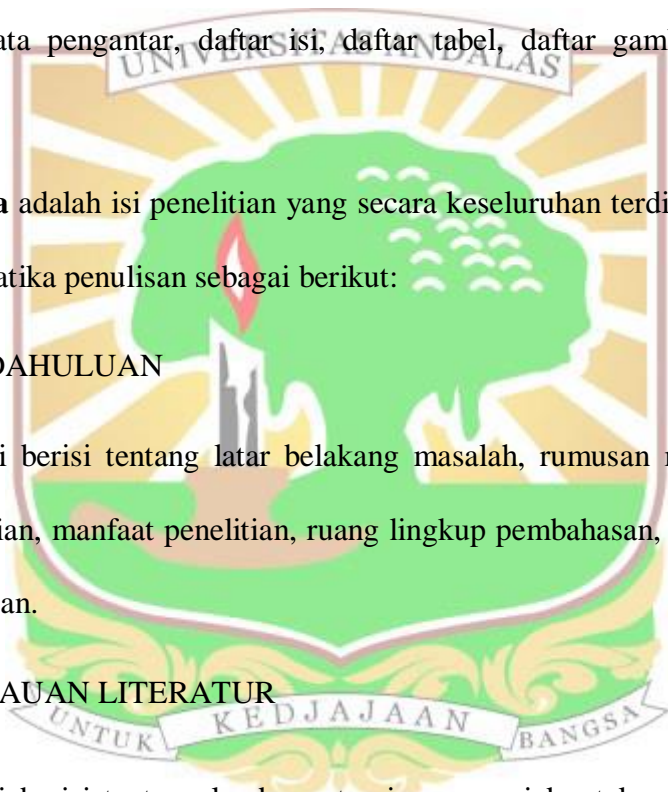 ata pengantar, daftar isi, daftar tabel, daftar gamb
UNIVERSITAS ANDALAS
a adalah isi penelitian yang secara keseluruhan terdi
atika penulisan sebagai berikut:
DAHULUAN
i berisi tentang latar belakang masalah, rumusan
ian, manfaat penelitian, ruang lingkup pembahasan,
an.
AUAN LITERATUR
UNTUK KEDJAJAAN BANGSA